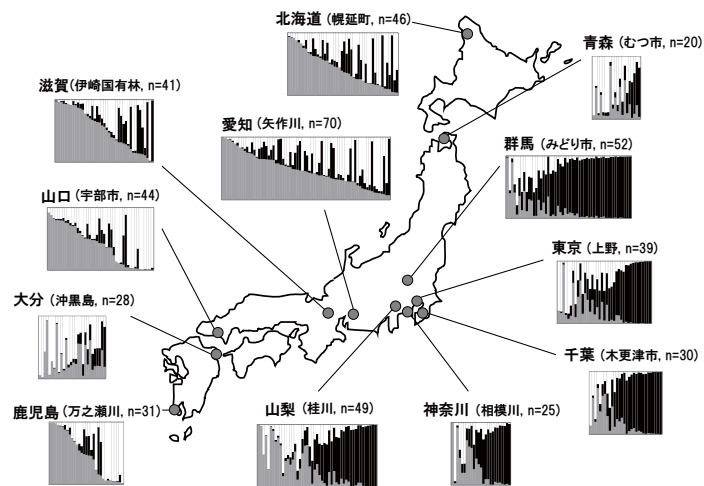 北海道 (幌延町, n=46)
青森 (むつ市, n=20)
滋賀(伊崎国有林, n=41)
愛知 (矢作川, n=70)
群馬 (みどり市, n=52)
山口 (宇部市, n=44)
東京 (上野, n=39)
大分 (沖黒島, n=28)
千葉 (木更津市, n=30)
鹿児島 (万之瀬川, n=31)
山梨 (桂川, n=49)
神奈川 (相模川, n=25)